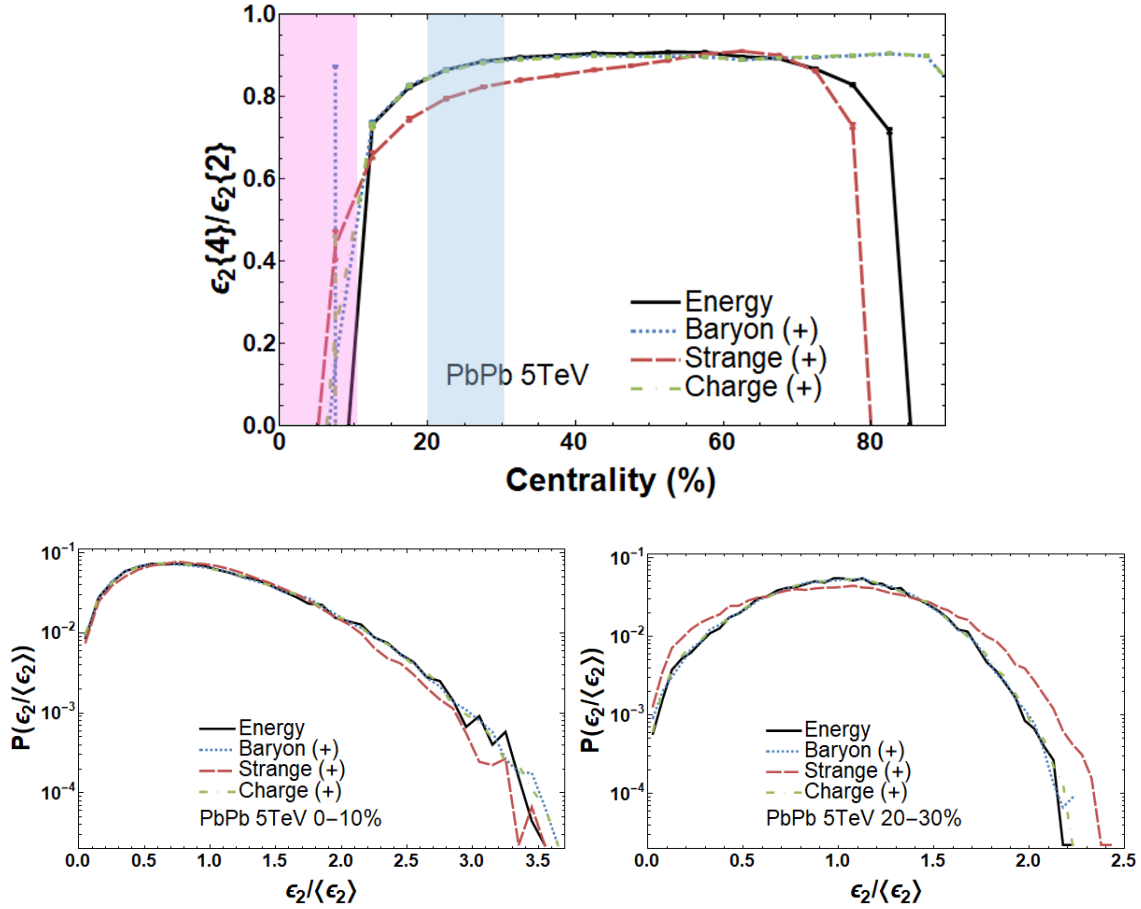 1.0
0.8
0.6
0.4
0.2
0.0
ϵ₂{4}/ϵ₂{2}
Energy
Baryon (+)
Strange (+)
Charge (+)
PbPb 5TeV
0 20 40 60 80
Centrality (%)
10⁻¹
10⁻²
10⁻³
10⁻⁴
P(ϵ₂/⟨ϵ₂⟩)
Energy
Baryon (+)
Strange (+)
Charge (+)
PbPb 5TeV 0–10%
0.0 0.5 1.0 1.5 2.0 2.5 3.0 3.5
ϵ₂/⟨ϵ₂⟩
10⁻¹
10⁻²
10⁻³
10⁻⁴
P(ϵ₂/⟨ϵ₂⟩)
Energy
Baryon (+)
Strange (+)
Charge (+)
PbPb 5TeV 20–30%
0.0 0.5 1.0 1.5 2.0 2.5
ϵ₂/⟨ϵ₂⟩